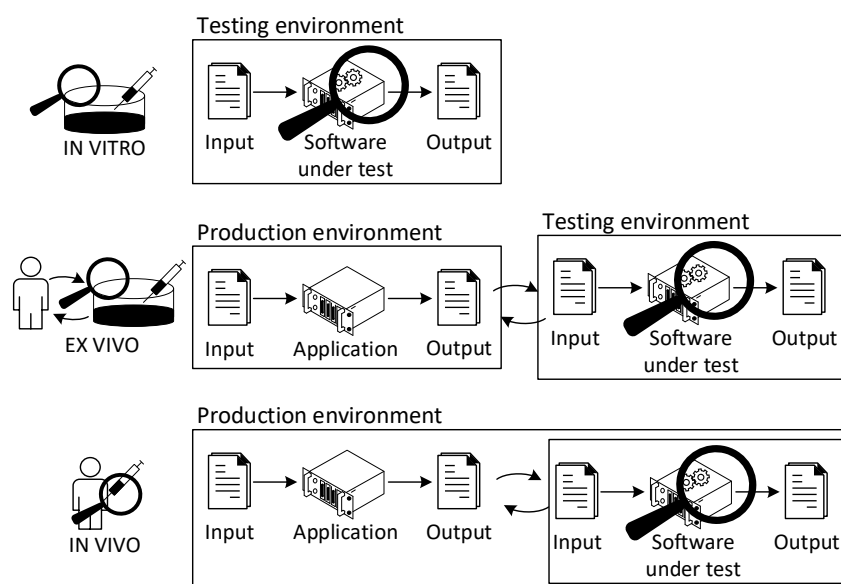 Testing environment
Input
Software
under test
Output
IN VITRO
Production environment
Testing environment
Input
Application
Output
Input
Software
under test
Output
EX VIVO
Production environment
Input
Application
Output
Input
Software
under test
Output
IN VIVO